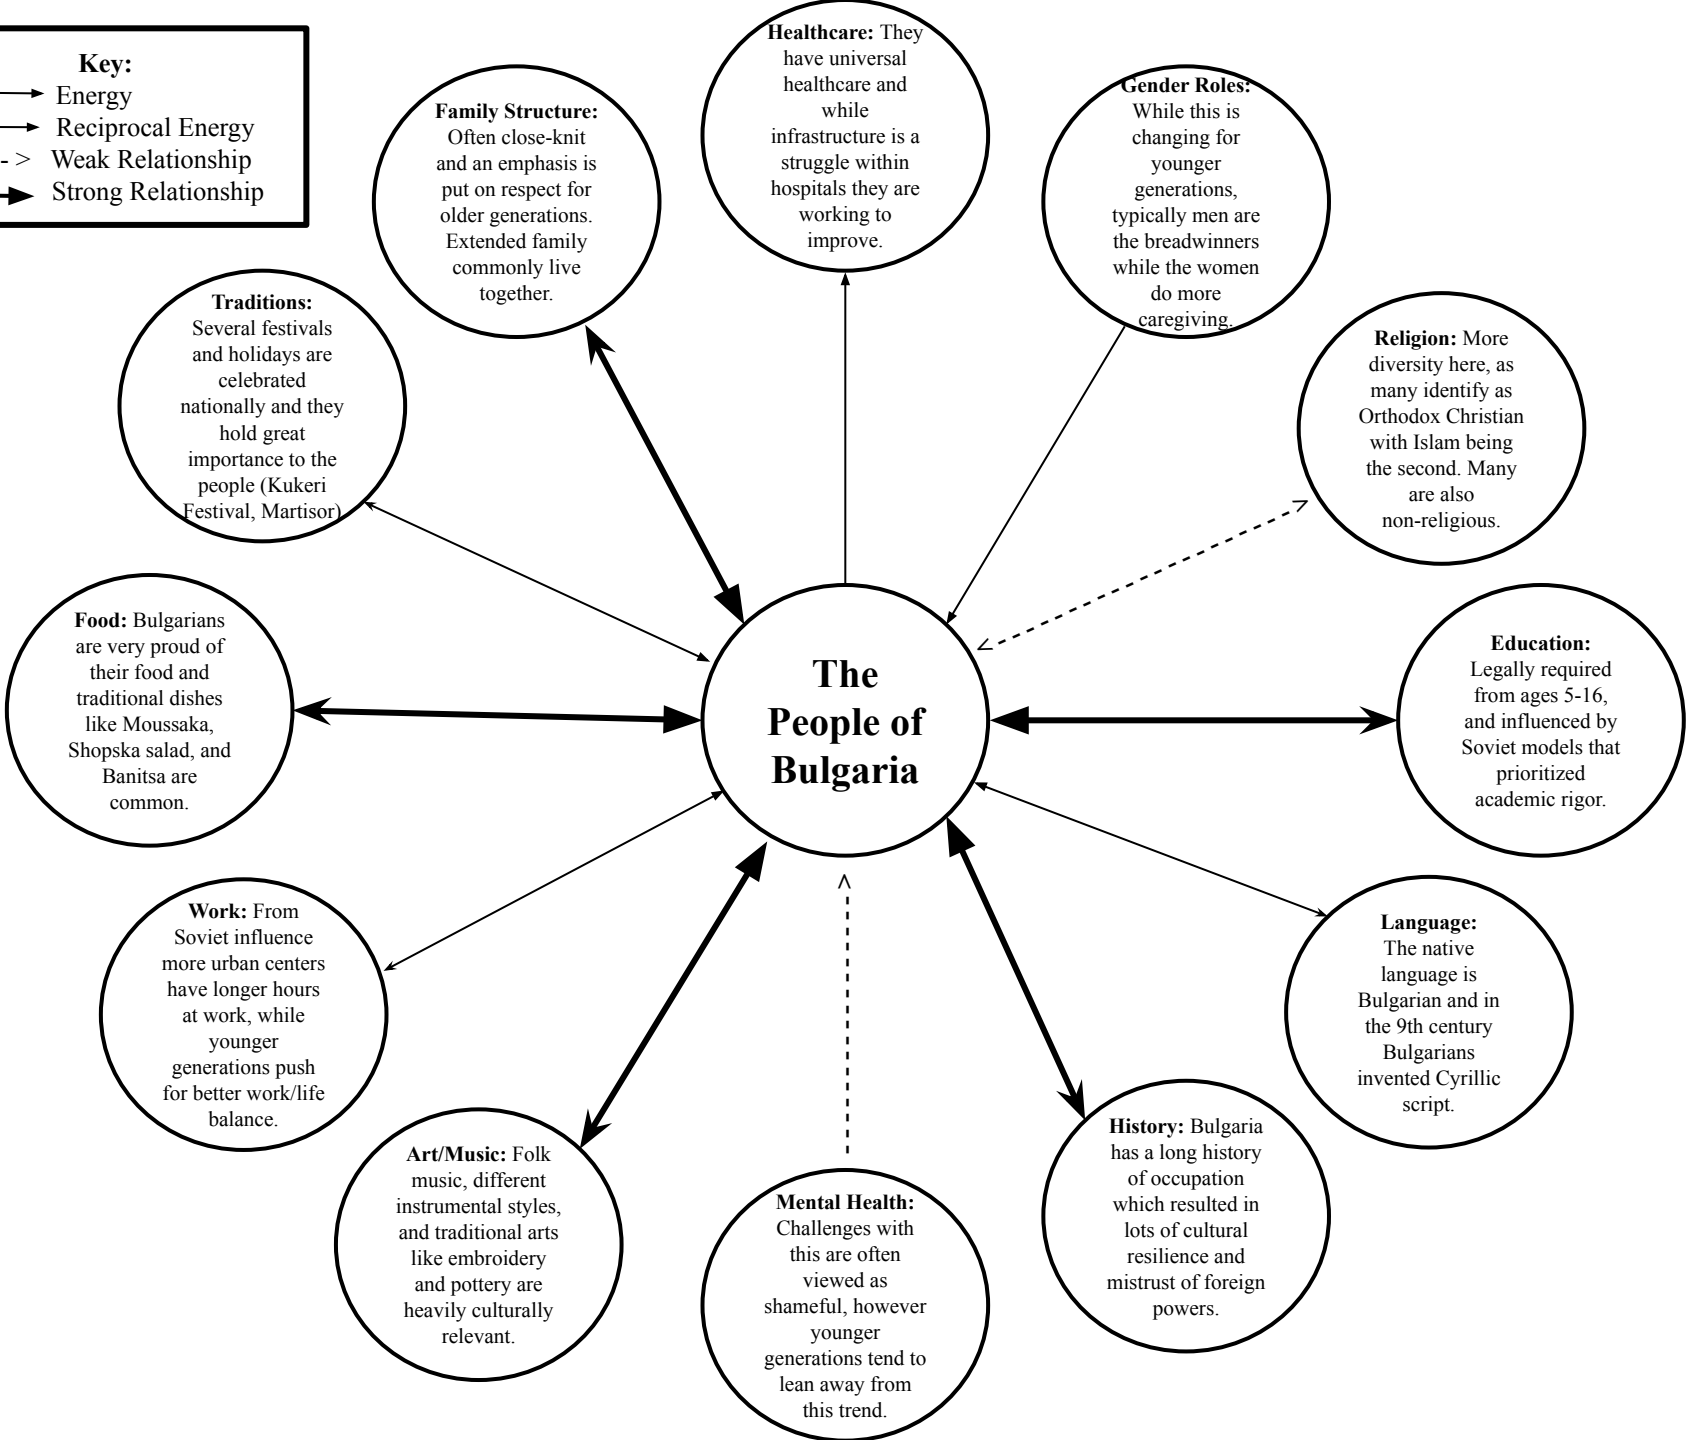 Key:
Energy
Reciprocal Energy
- > Weak Relationship
Strong Relationship
Healthcare: They
have universal
healthcare and
while
infrastructure is a
struggle within
hospitals they are
working to
improve.
Family Structure:
Often close-knit
and an emphasis is
put on respect for
older generations.
Extended family
commonly live
together.
Gender Roles:
While this is
changing for
younger
generations,
typically men are
the breadwinners
while the women
do more
caregiving.
Traditions:
Several festivals
and holidays are
celebrated
nationally and they
hold great
importance to the
people (Kukeri
Festival, Martisor)
Religion: More
diversity here, as
many identify as
Orthodox Christian
with Islam being
the second. Many
are also
non-religious.
Food: Bulgarians
are very proud of
their food and
traditional dishes
like Moussaka,
Shopska salad, and
Banitsa are
common.
The
People of
Bulgaria
Education:
Legally required
from ages 5-16,
and influenced by
Soviet models that
prioritized
academic rigor.
Work: From
Soviet influence
more urban centers
have longer hours
at work, while
younger
generations push
for better work/life
balance.
Language:
The native
language is
Bulgarian and in
the 9th century
Bulgarians
invented Cyrillic
script.
Art/Music: Folk
music, different
instrumental styles,
and traditional arts
like embroidery
and pottery are
heavily culturally
relevant.
Mental Health:
Challenges with
this are often
viewed as
shameful, however
younger
generations tend to
lean away from
this trend.
History: Bulgaria
has a long history
of occupation
which resulted in
lots of cultural
resilience and
mistrust of foreign
powers.